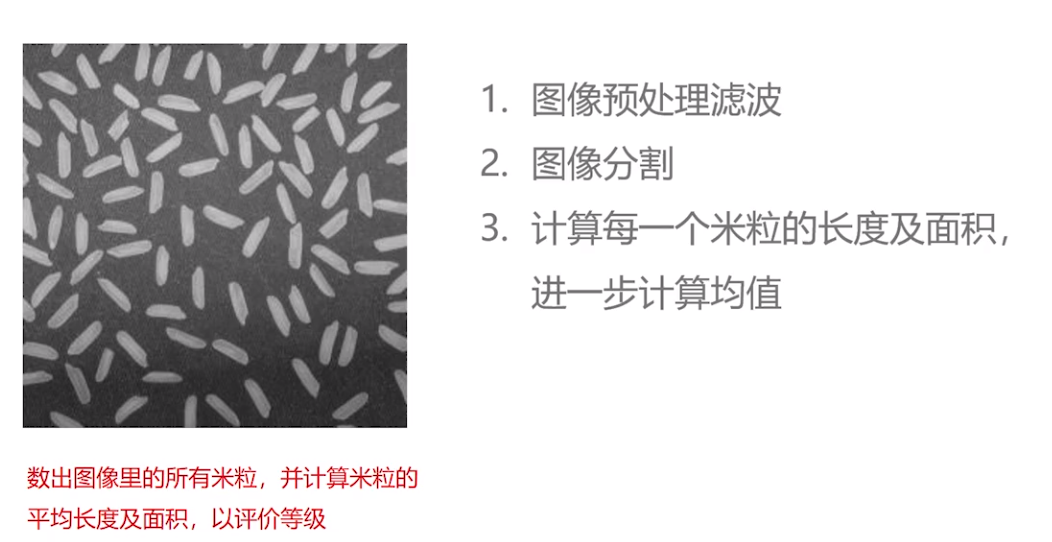 1. 图像预处理滤波
2. 图像分割
3. 计算每一个米粒的长度及面积，
进一步计算均值
数出图像里的所有米粒，并计算米粒的
平均长度及面积，以评价等级